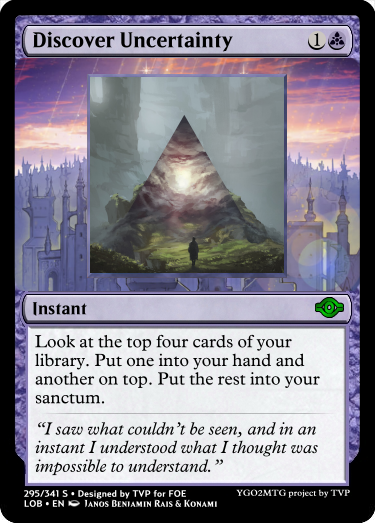 Discover Uncertainty 1
Instant
Look at the top four cards of your
library. Put one into your hand and
another on top. Put the rest into your
sanctum.
“I saw what couldn’t be seen, and in an
instant I understood what I thought was
impossible to understand.”
295/341 S • Designed by TVP for FOE YGO2MTG project by TVP
LOB • EN Janos Benjamin Rais & Konami